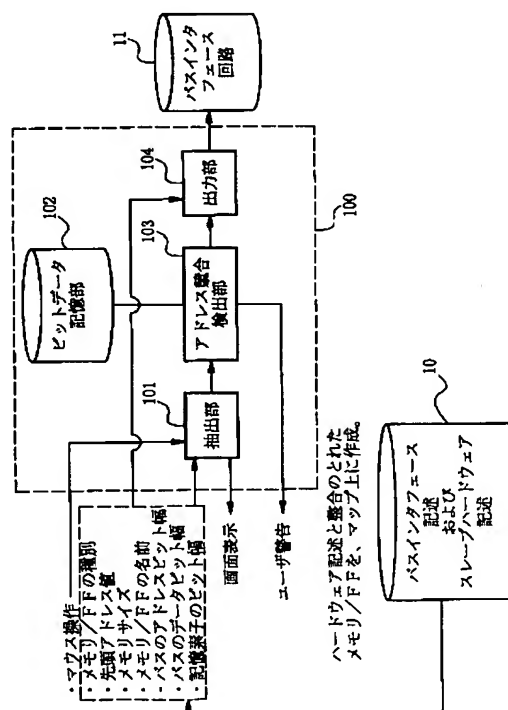 ・マウス操作
・メモリ／FFの種別
・先頭アドレス値
・メモリサイズ
・メモリ／FFの名前
・バスのアドレスビット幅
・バスのデータビット幅
・記憶素子のビット幅
102
ビットデータ
記憶部
101
抽出部
103
アドレス競合
検出部
104
出力部
11
バスインタ
フェース
回路
100
画面表示
ユーザ警告
ハードウェア記述と整合のとれた
メモリ／FFを、マップ上に作成。
10
バスインタフェース
記述
および
スレーブハードウェア
記述